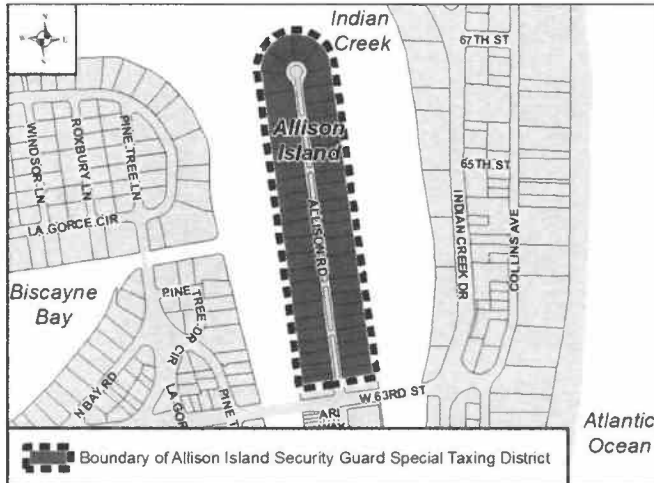 N
W
E
S
Indian
Creek
67TH ST
Allison
Island
WINDSOR LN
ROXBURY LN
PINE TREE LN
65TH ST
LA GORCE CIR
ALLISON RD
INDIAN CREEK DR
COLLINS AVE
Biscayne
Bay
PINE TREE DR CIR
N BAY RD
LA GOR
PINE T
W 63RD ST
ARI
WAY
Atlantic
Ocean
Boundary of Allison Island Security Guard Special Taxing District